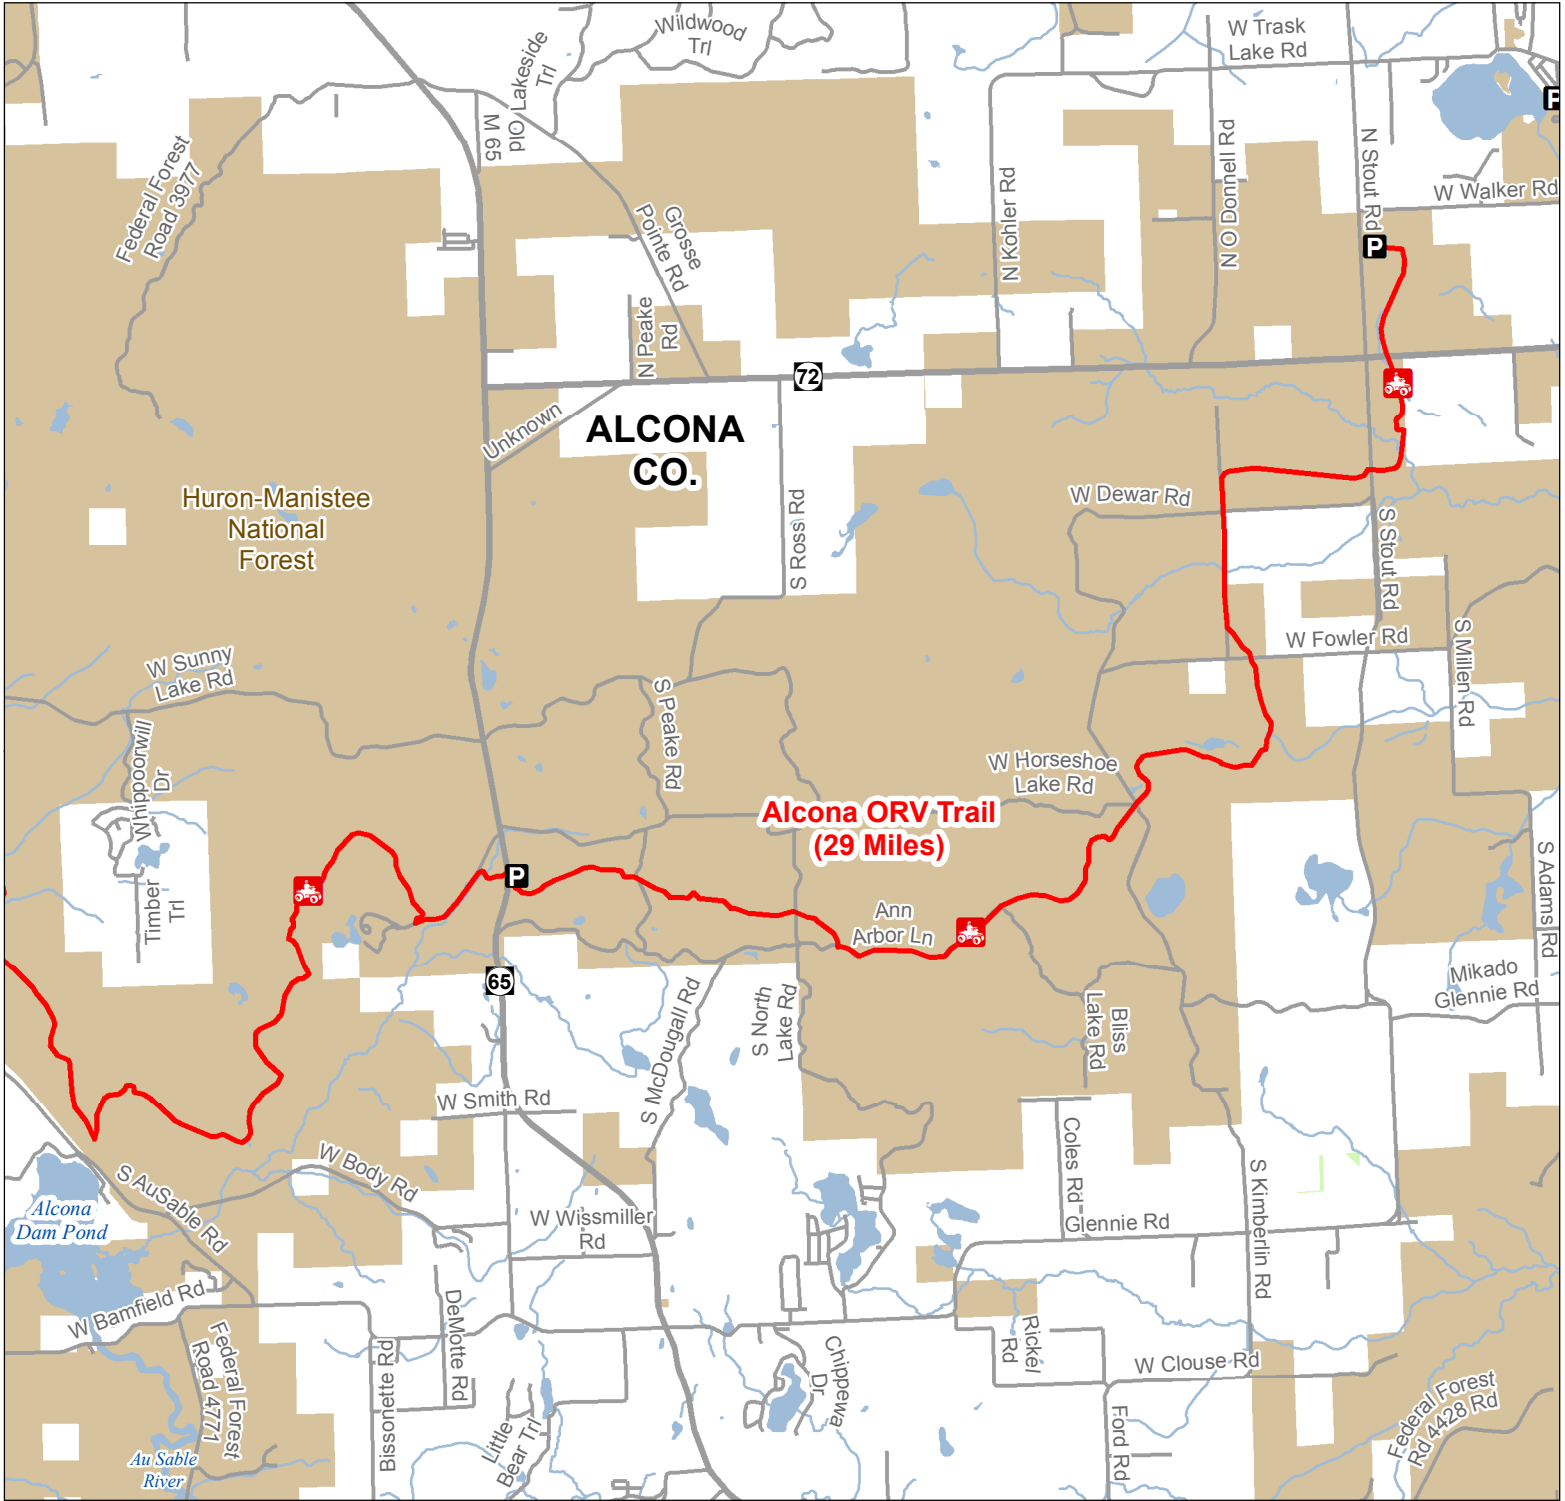 Wildwood
Trl
Old Lakeside
Trl
M 65
W Trask
Lake Rd
P
N Stout Rd
N O Donnell Rd
N Kohler Rd
W Walker Rd
P
Federal Forest
Road 3977
Grosse
Pointe Rd
N Peake
Rd
72
Unknown
ALCONA
CO.
Huron-Manistee
National
Forest
S Ross Rd
W Dewar Rd
S Stout Rd
W Fowler Rd
S Millen Rd
W Sunny
Lake Rd
S Peake Rd
Whippoorwill
Dr
W Horseshoe
Lake Rd
Alcona ORV Trail
(29 Miles)
P
Timber
Trl
Ann
Arbor Ln
S Adams Rd
65
Mikado
Glennie Rd
S McDougall Rd
S North
Lake Rd
Bliss
Lake Rd
W Smith Rd
Coles Rd
W Body Rd
S AuSable Rd
S Kimberlin Rd
Alcona
Dam Pond
W Wissmiller
Rd
Glennie Rd
W Bamfield Rd
DeMotte Rd
Federal Forest
Road 4771
Bissonette Rd
Rickel
Rd
Chippewa
Dr
W Clouse Rd
Little
Bear Trl
Ford Rd
Federal Forest
Rd 4428 Rd
Au Sable
River